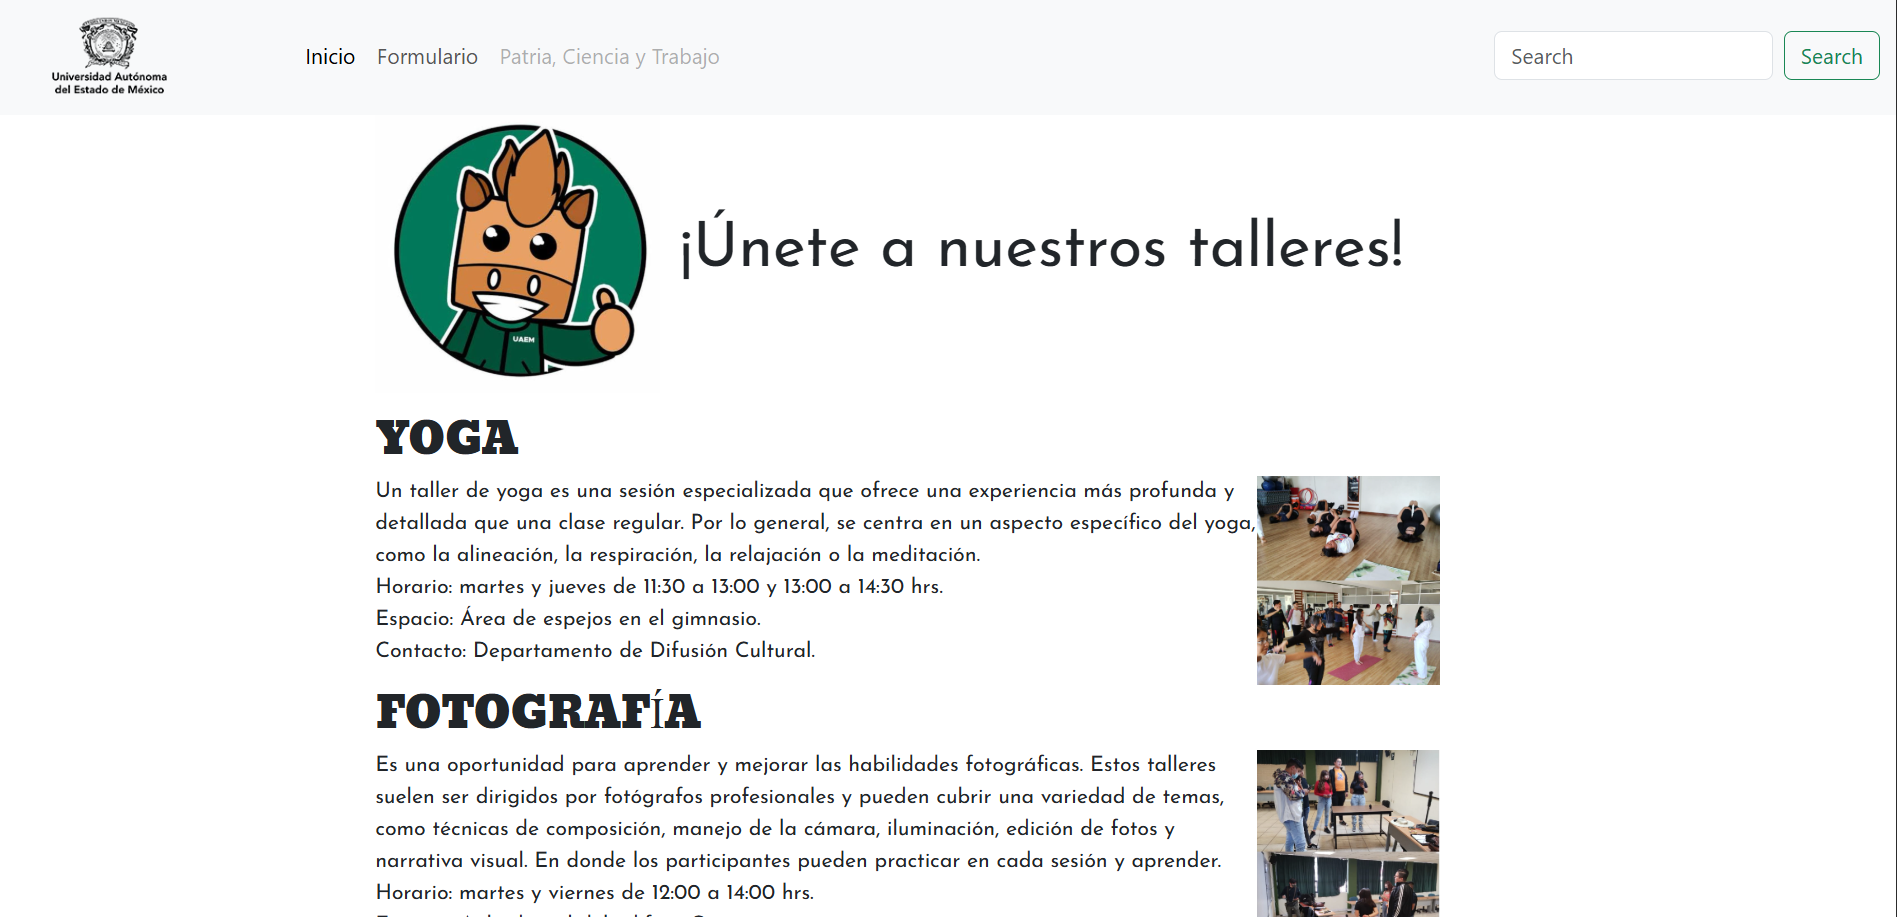 Universidad Autónoma
del Estado de México
Inicio Formulario Patria, Ciencia y Trabajo
Search Search
¡Únete a nuestros talleres!
UAEM
YOGA
Un taller de yoga es una sesión especializada que ofrece una experiencia más profunda y
detallada que una clase regular. Por lo general, se centra en un aspecto específico del yoga,
como la alineación, la respiración, la relajación o la meditación.
Horario: martes y jueves de 11:30 a 13:00 y 13:00 a 14:30 hrs.
Espacio: Área de espejos en el gimnasio.
Contacto: Departamento de Difusión Cultural.
FOTOGRAFÍA
Es una oportunidad para aprender y mejorar las habilidades fotográficas. Estos talleres
suelen ser dirigidos por fotógrafos profesionales y pueden cubrir una variedad de temas,
como técnicas de composición, manejo de la cámara, iluminación, edición de fotos y
narrativa visual. En donde los participantes pueden practicar en cada sesión y aprender.
Horario: martes y viernes de 12:00 a 14:00 hrs.